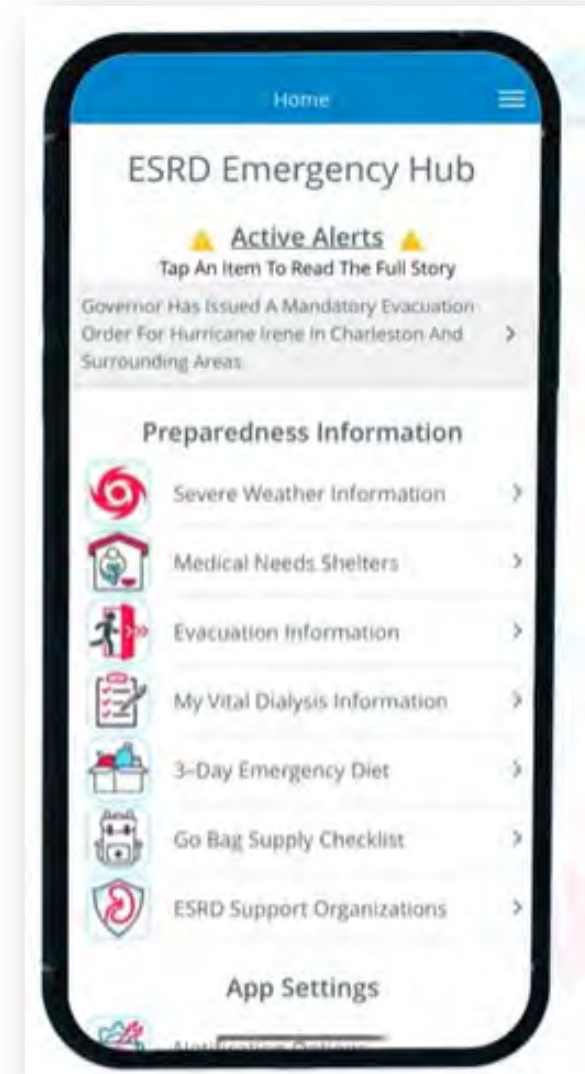 Home
ESRD Emergency Hub
Active Alerts
Tap An Item To Read The Full Story
Governor Has Issued A Mandatory Evacuation
Order For Hurricane Irene In Charleston And
Surrounding Areas
Preparedness Information
Severe Weather Information
Medical Needs Shelters
Evacuation Information
My Vital Dialysis Information
3-Day Emergency Diet
Go Bag Supply Checklist
ESRD Support Organizations
App Settings
Notification Options